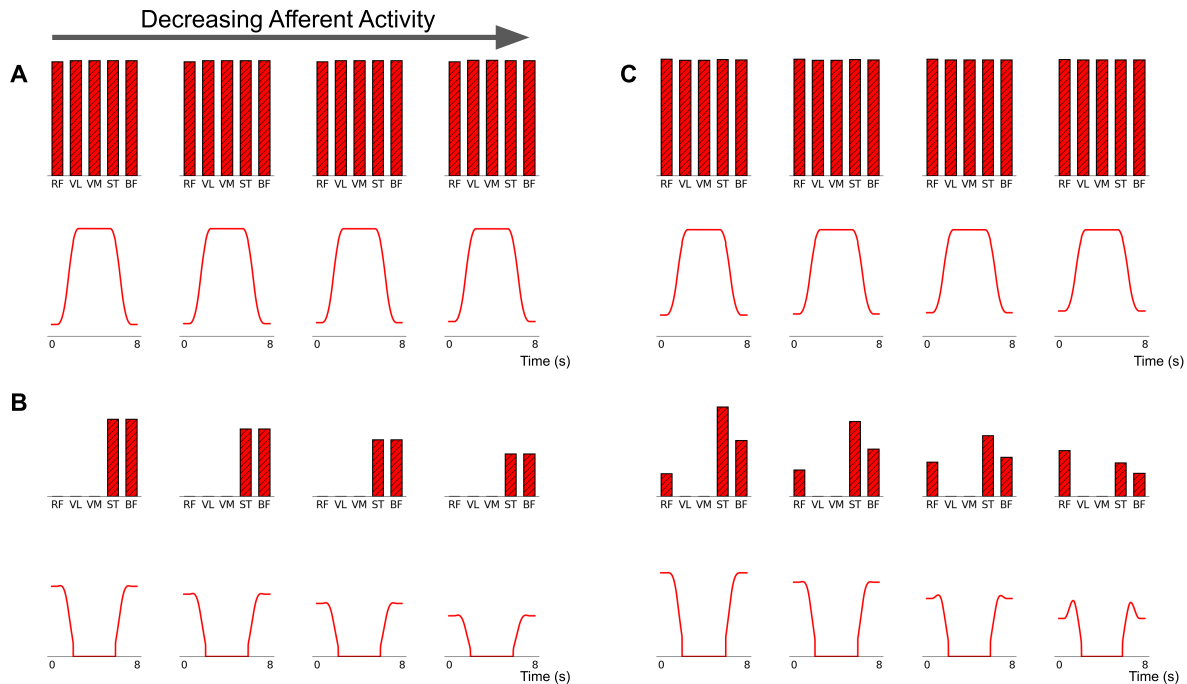 Decreasing Afferent Activity
A
C
RF VL VM ST BF RF VL VM ST BF RF VL VM ST BF RF VL VM ST BF RF VL VM ST BF RF VL VM ST BF RF VL VM ST BF RF VL VM ST BF
0 8 0 8 0 8 0 8 0 8 0 8 0 8 0 8
Time (s) Time (s)
B
RF VL VM ST BF RF VL VM ST BF RF VL VM ST BF RF VL VM ST BF RF VL VM ST BF RF VL VM ST BF RF VL VM ST BF RF VL VM ST BF
0 8 0 8 0 8 0 8 0 8 0 8 0 8 0 8
Time (s) Time (s)